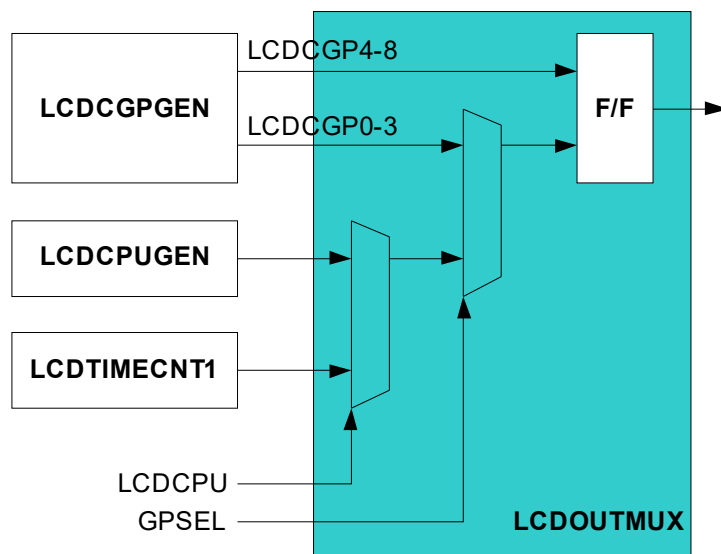 LCDCGP4-8
LCDCGPGEN
F/F
LCDCGP0-3
LCDCPUGEN
LCDTIMECNT1
LCDCPU
GPSEL
LCDOUTMUX